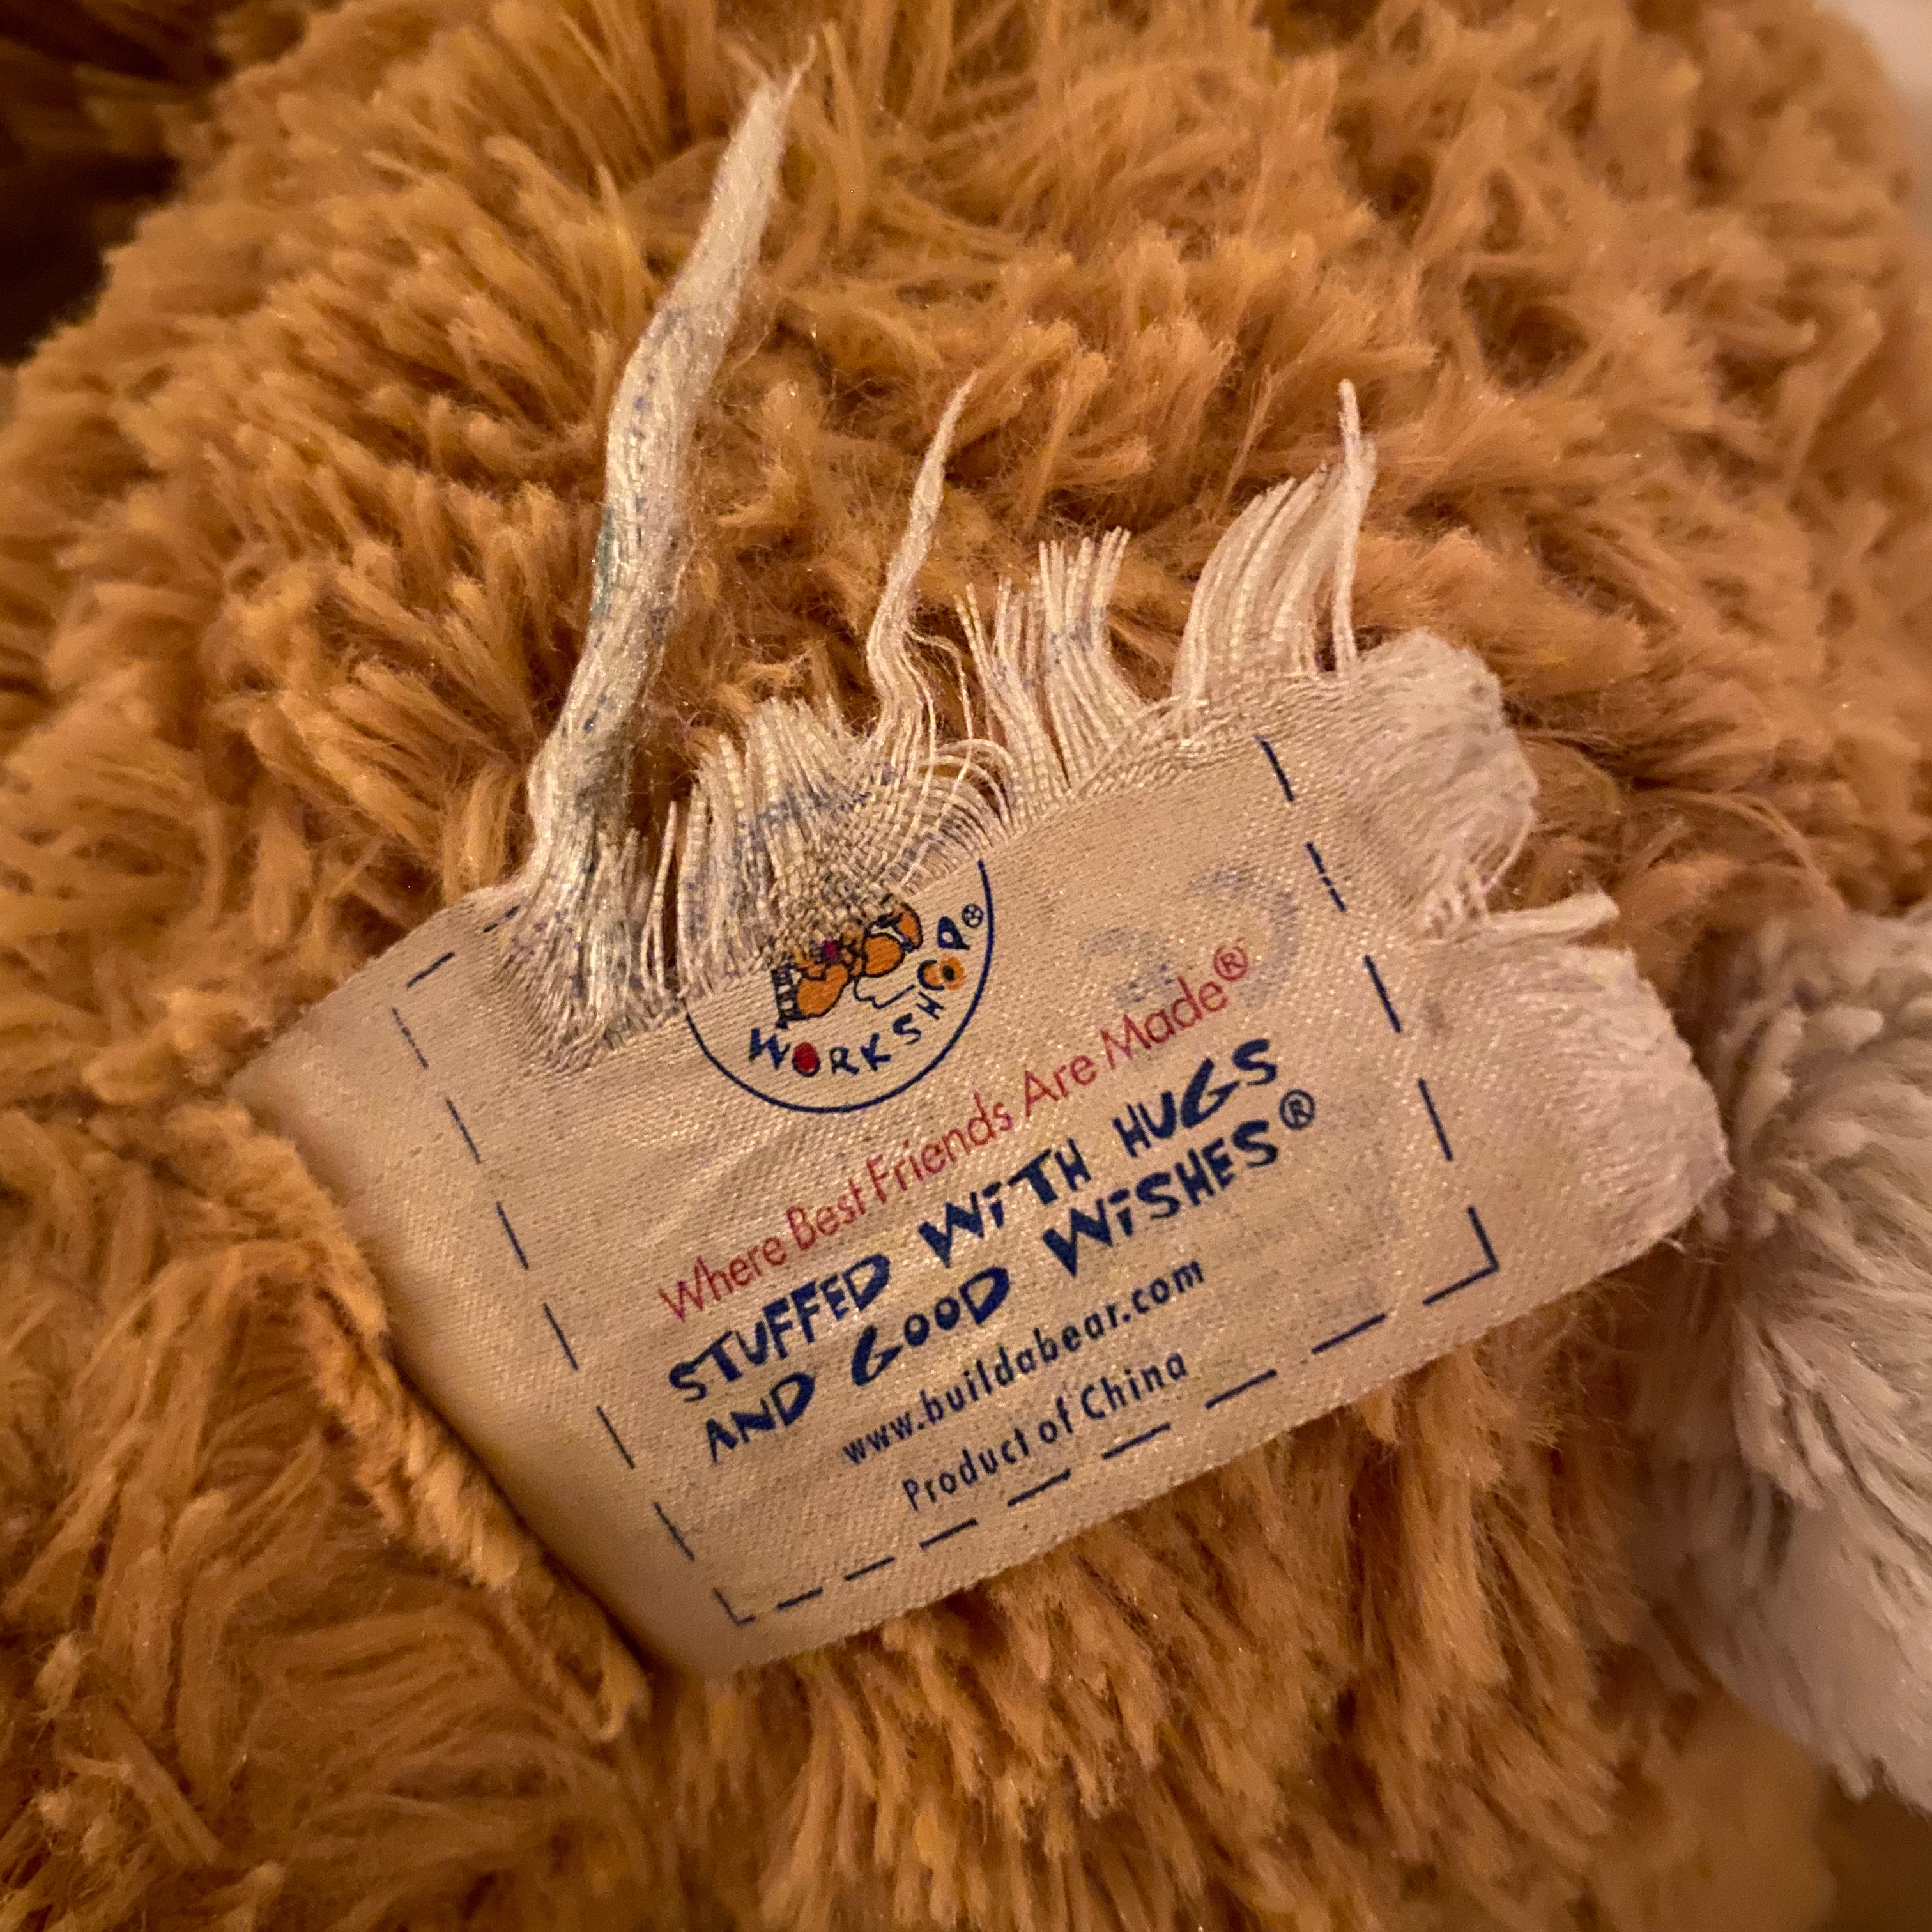 WORKSHOP®
Where Best Friends Are Made®
STUFFED WiTH HUGS
AND GOOD WiSHES®
www.buildabear.com
Product of China